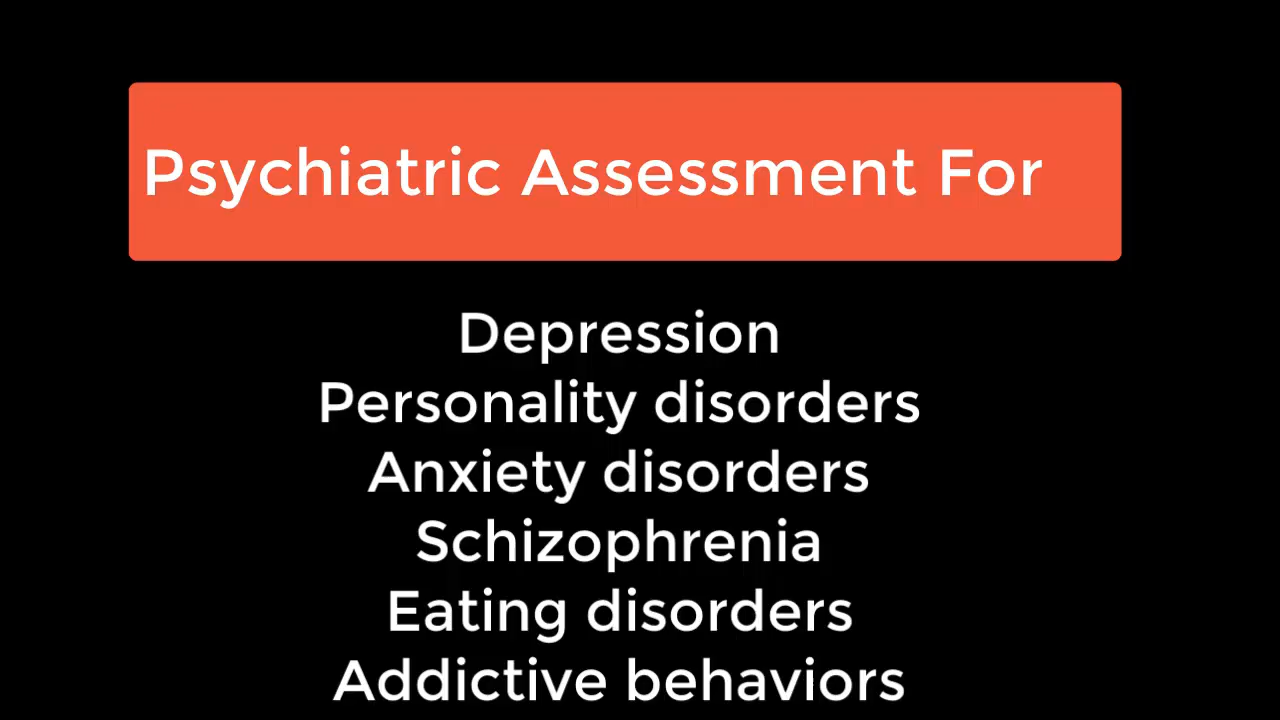 Psychiatric Assessment For
Depression
Personality disorders
Anxiety disorders
Schizophrenia
Eating disorders
Addictive behaviors